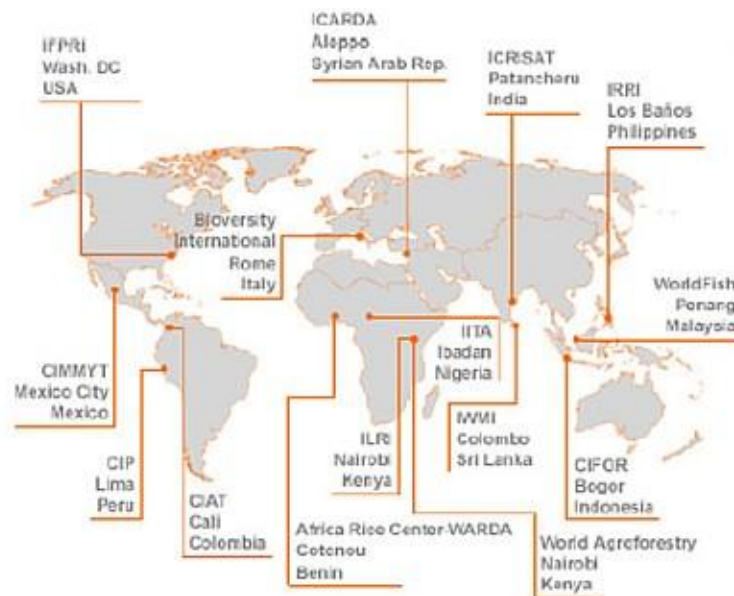 IFPRI
Wash. DC
USA
ICARDA
Aleppo
Syrian Arab Rep.
ICRISAT
Patancheru
India
IRRI
Los Baños
Philippines
Bioversity
International
Rome
Italy
WorldFish
Penang
Malaysia
CIMMYT
Mexico City
Mexico
IITA
Ibadan
Nigeria
IWMI
Colombo
Sri Lanka
ILRI
Nairobi
Kenya
CIP
Lima
Peru
CIAT
Cali
Colombia
CIFOR
Bogor
Indonesia
Africa Rice Center-WARDA
Cotonou
Benin
World Agroforestry
Nairobi
Kenya